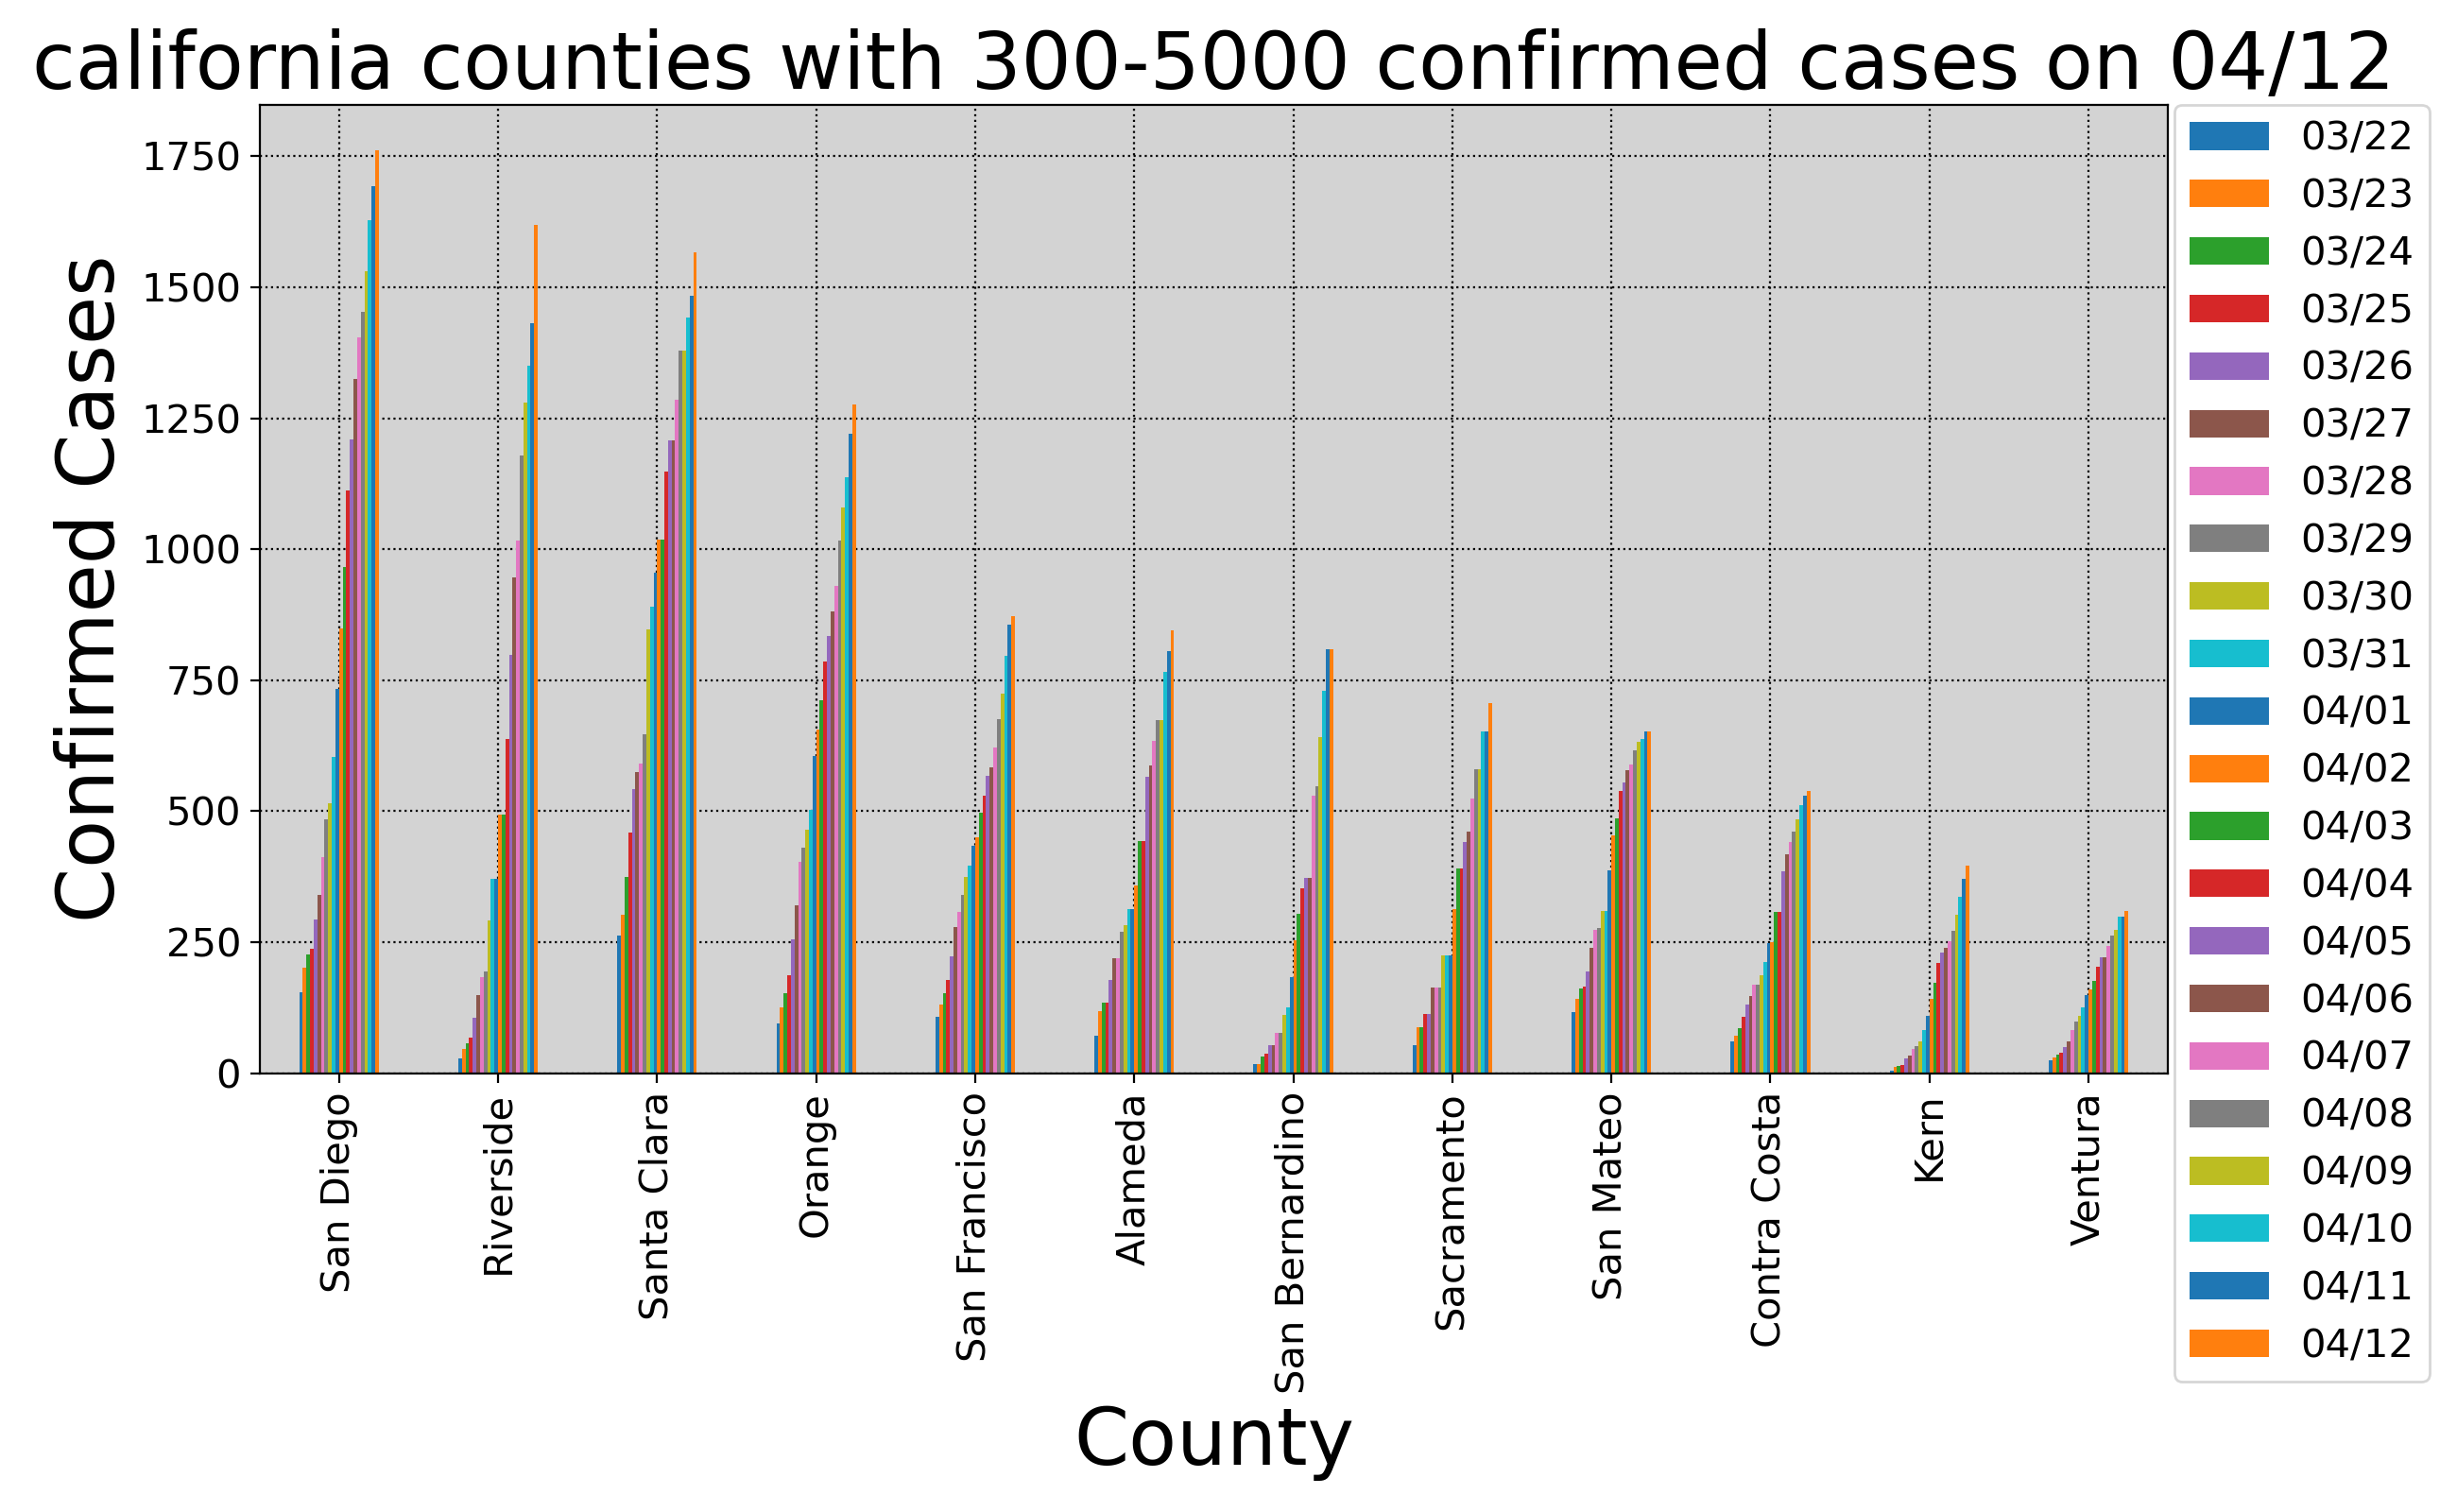 california counties with 300-5000 confirmed cases on 04/12
Confirmed Cases
1750
1500
1250
1000
750
500
250
0
San Diego
Riverside
Santa Clara
Orange
San Francisco
Alameda
San Bernardino
Sacramento
San Mateo
Contra Costa
Kern
Ventura
County
03/22
03/23
03/24
03/25
03/26
03/27
03/28
03/29
03/30
03/31
04/01
04/02
04/03
04/04
04/05
04/06
04/07
04/08
04/09
04/10
04/11
04/12